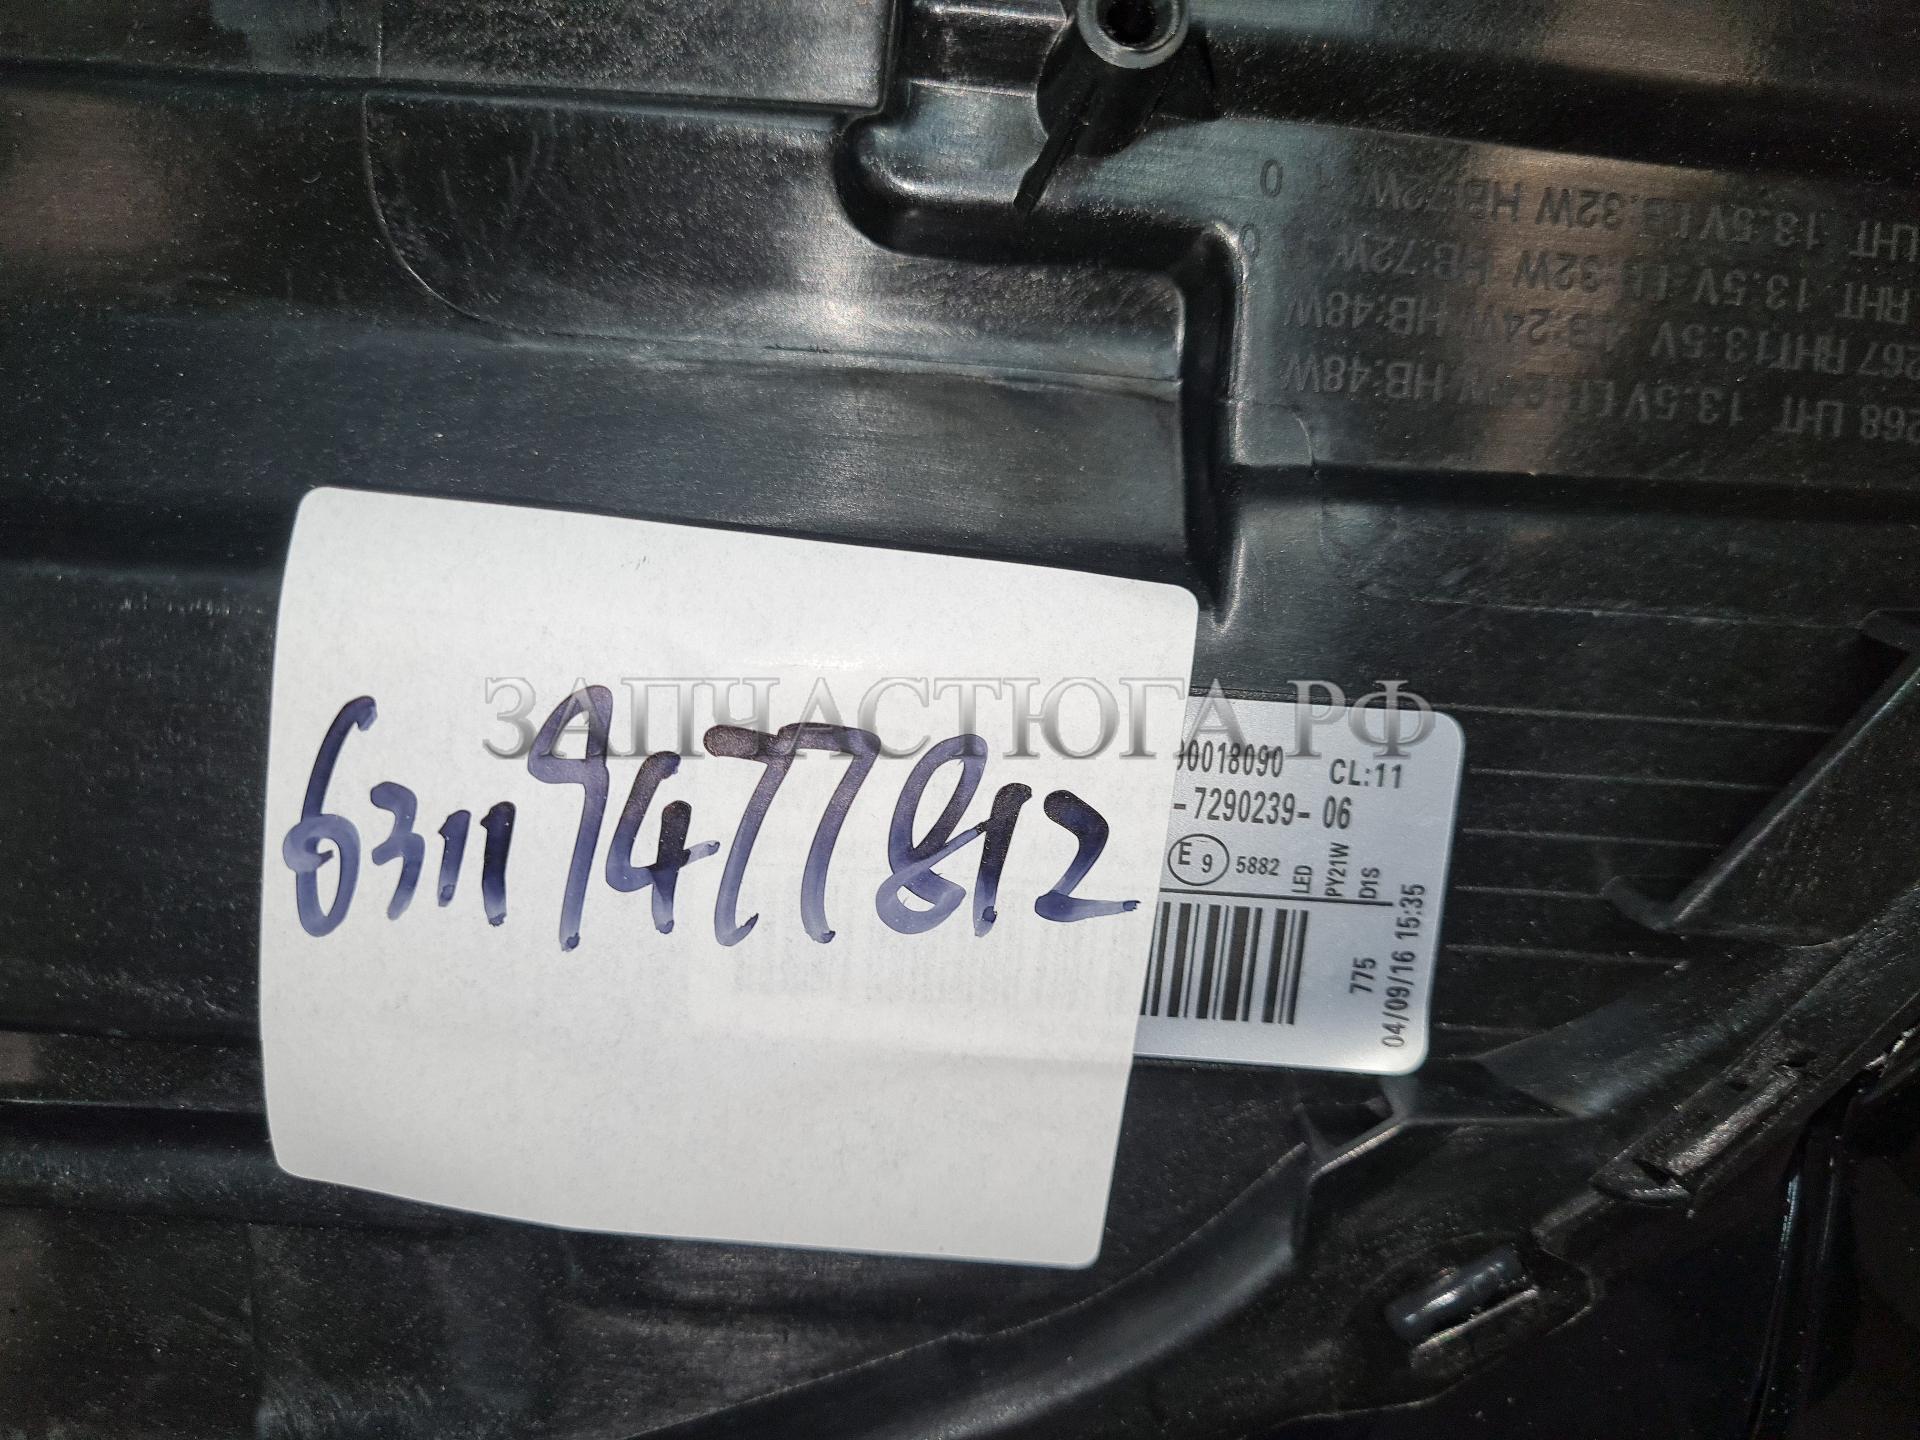 LHT 13.5V LB:32W HB:72W
RHT 13.5V LB:32W HB:72W
267 RHT 13.5V LB:24W HB:48W
268 LHT 13.5V LB:24W HB:48W
ЗАПЧАСТЮГА.РФ
63119477812
90018090 CL:11
-7290239-06
E9 5882 LED PY21W D1S
775
04/09/16 15:35